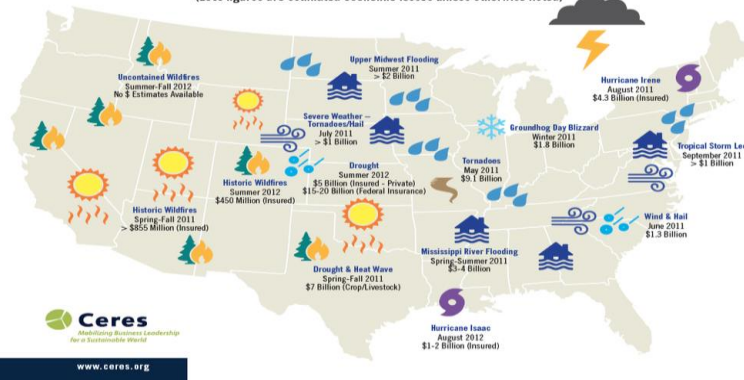 Upper Midwest Flooding
Summer 2011
> $2 Billion
Uncontained Wildfires
Summer-Fall 2012
No $ Estimates Available
Hurricane Irene
August 2011
$4.3 Billion (Insured)
Severe Weather –
Tornadoes/Hail
July 2011
> $1 Billion
Groundhog Day Blizzard
Winter 2011
$1.8 Billion
Tropical Storm Lee
September 2011
> $1 Billion
Tornadoes
May 2011
$9.1 Billion
Drought
Summer 2012
$5 Billion (Insured - Private)
$15-20 Billion (Federal Insurance)
Historic Wildfires
Summer 2012
$450 Million (Insured)
Historic Wildfires
Spring-Fall 2011
> $855 Million (Insured)
Wind & Hail
June 2011
$1.3 Billion
Mississippi River Flooding
Spring-Summer 2011
$3-4 Billion
Drought & Heat Wave
Spring-Fall 2011
$7 Billion (Crop/Livestock)
Hurricane Isaac
August 2012
$1-2 Billion (Insured)
Ceres
Mobilizing Business Leadership
for a Sustainable World
www.ceres.org